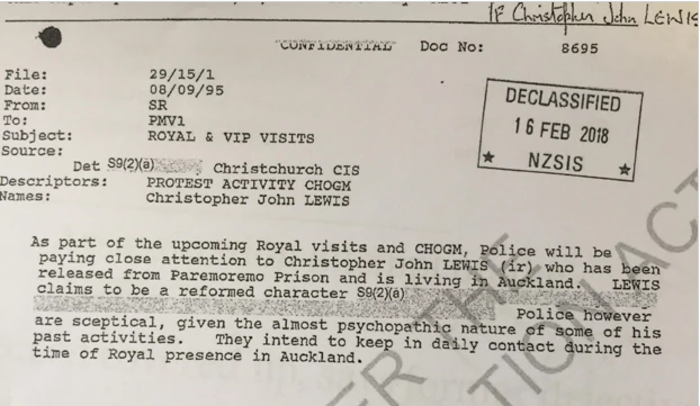 IF Christopher John LEWIS
CONFIDENTIAL Doc No: 8695
File: 29/15/1
Date: 08/09/95
From: SR
To: PMV1
Subject: ROYAL & VIP VISITS
Source:
Det S9(2)(a) Christchurch CIS
Descriptors: PROTEST ACTIVITY CHOGM
Names: Christopher John LEWIS
DECLASSIFIED
16 FEB 2018
★ NZSIS ★
As part of the upcoming Royal visits and CHOGM, Police will be
paying close attention to Christopher John LEWIS (ir) who has been
released from Paremoremo Prison and is living in Auckland. LEWIS
claims to be a reformed character S9(2)(a)
Police however
are sceptical, given the almost psychopathic nature of some of his
past activities. They intend to keep in daily contact during the
time of Royal presence in Auckland.
ER THE
TION ACT